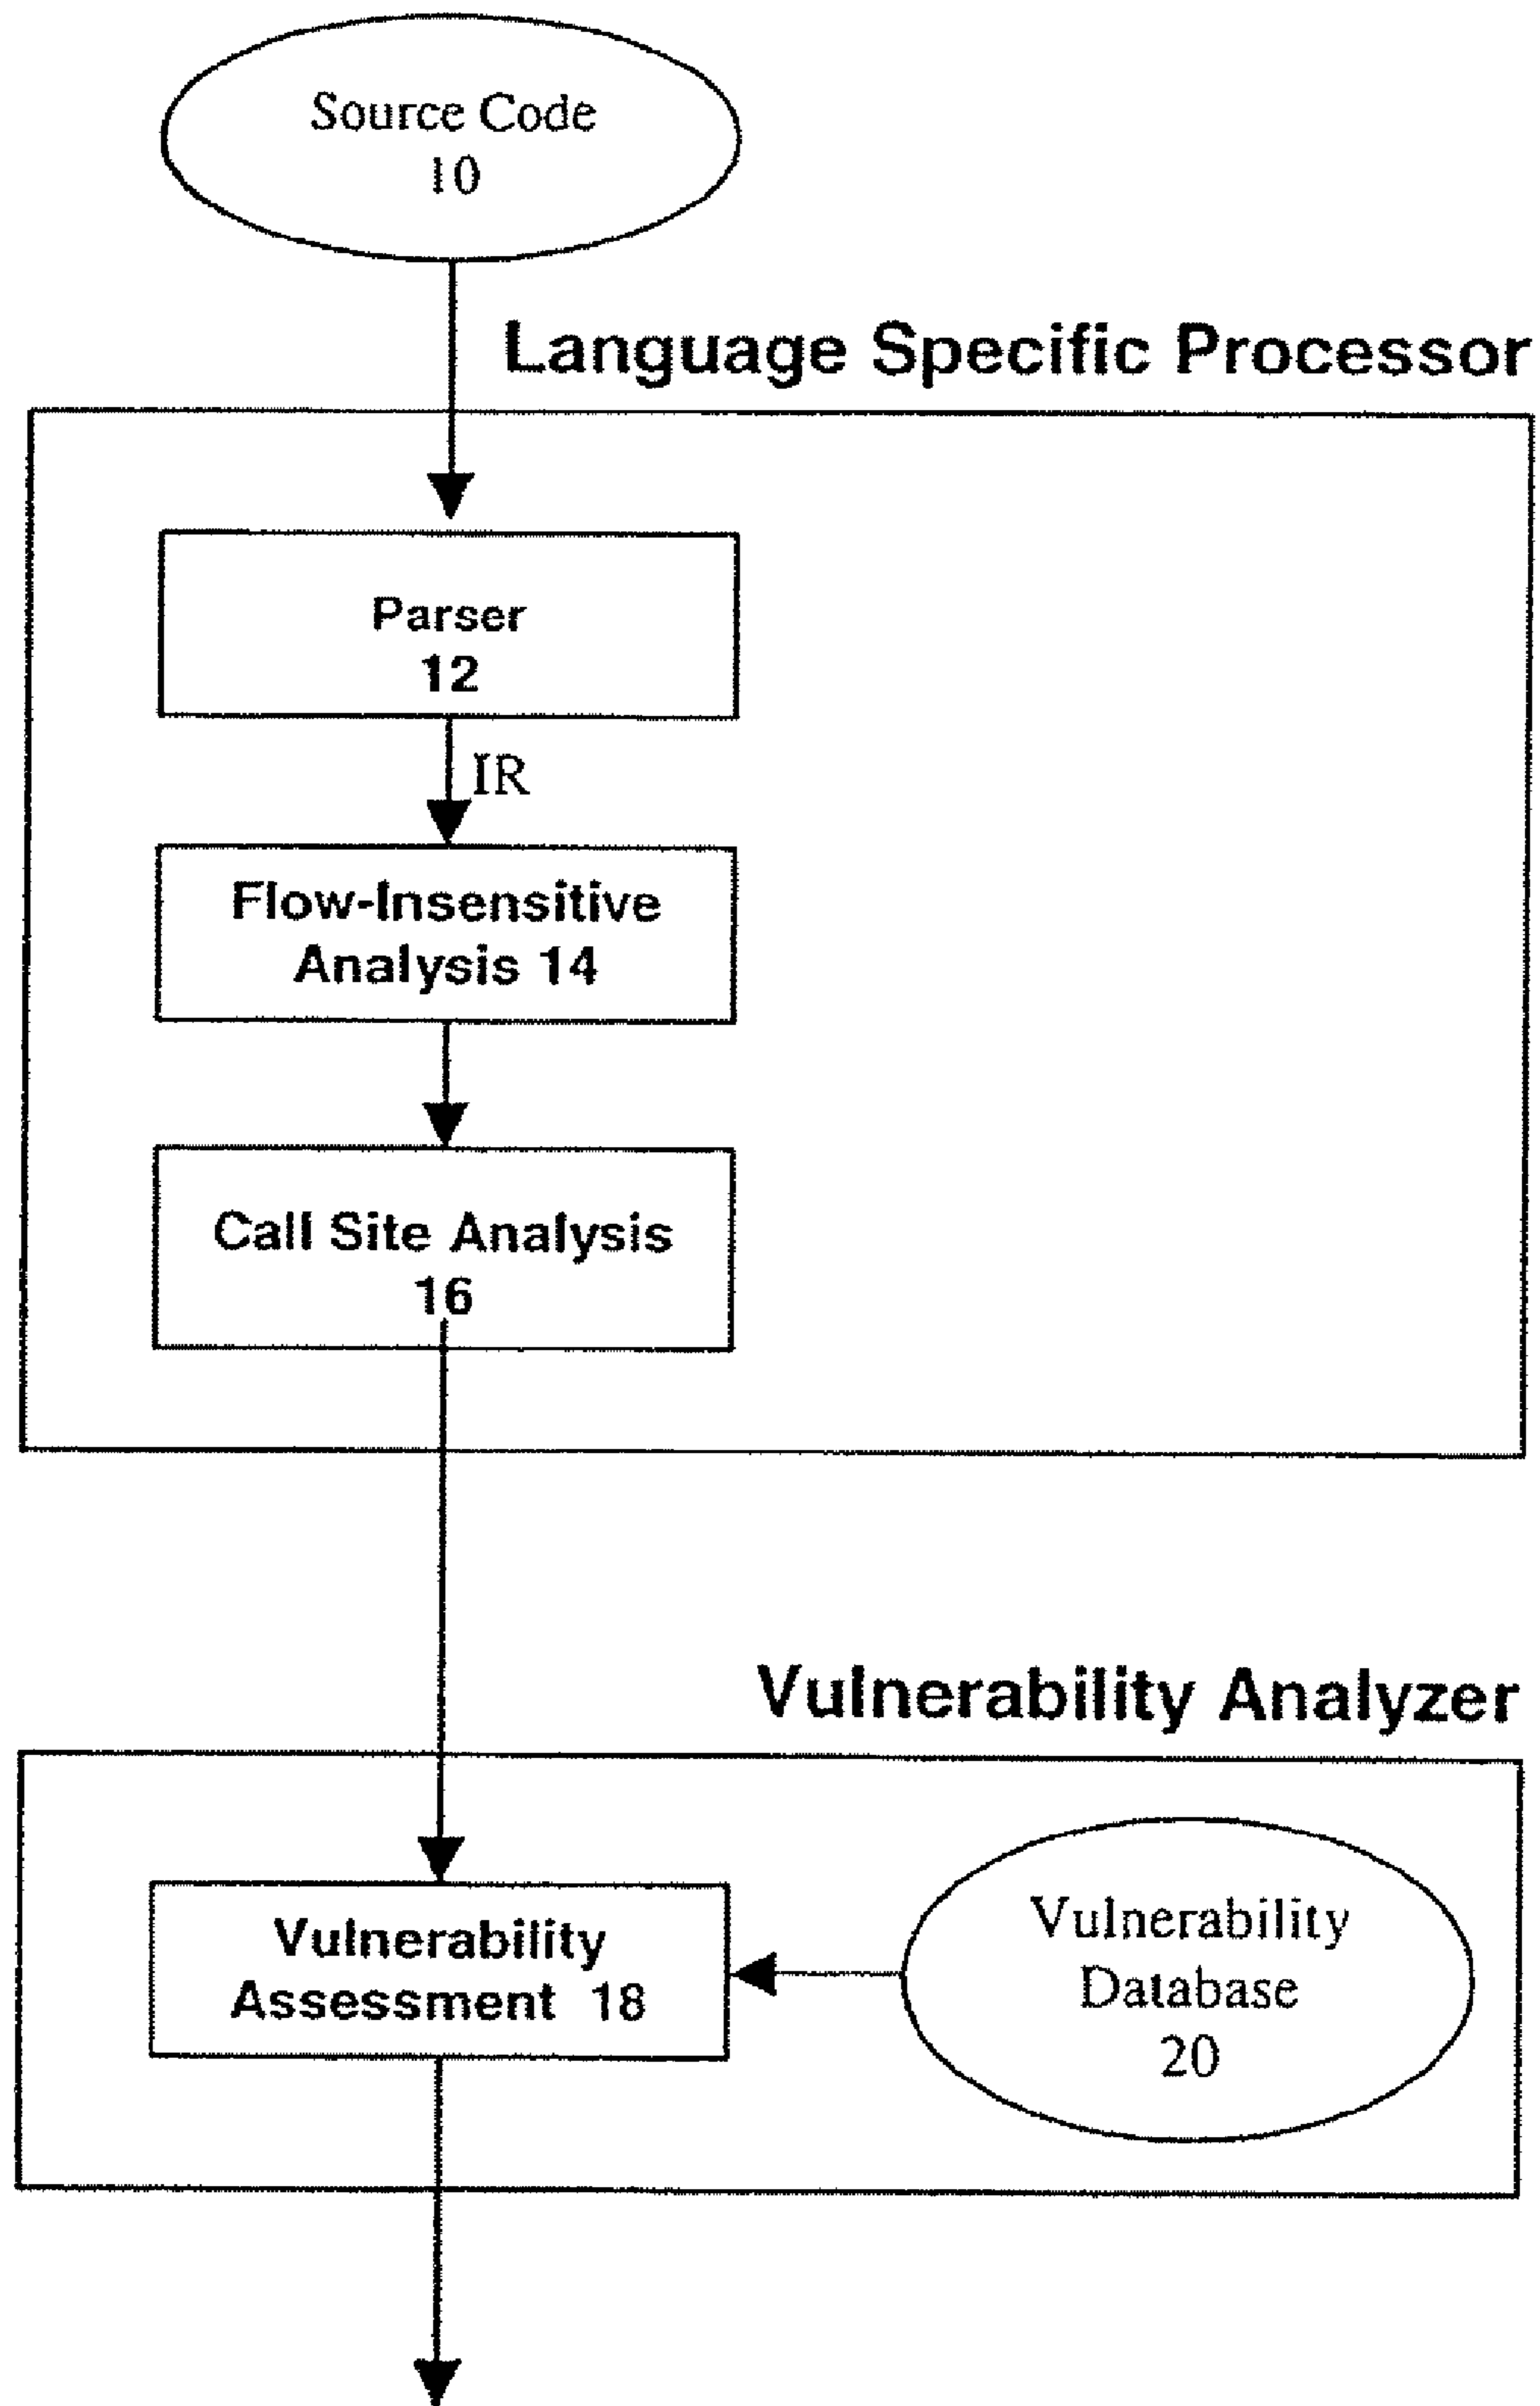 Source Code
10
Language Specific Processor
Parser
12
IR
Flow-Insensitive
Analysis 14
Call Site Analysis
16
Vulnerability Analyzer
Vulnerability
Assessment 18
Vulnerability
Database
20